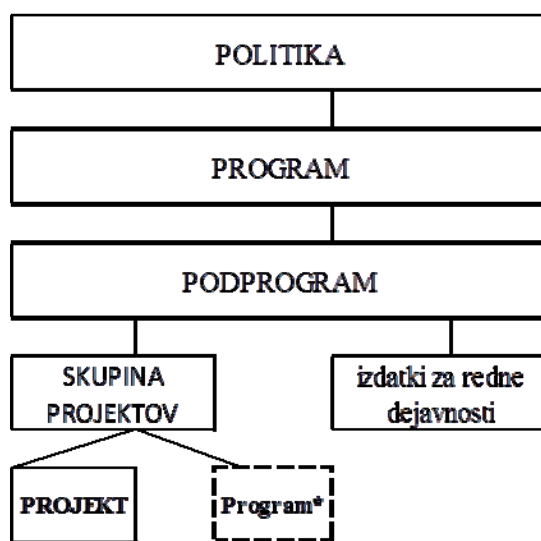 POLITIKA
PROGRAM
PODPROGRAM
SKUPINA
PROJEKTOV
izdatki za redne
dejavnosti
PROJEKT
Program*